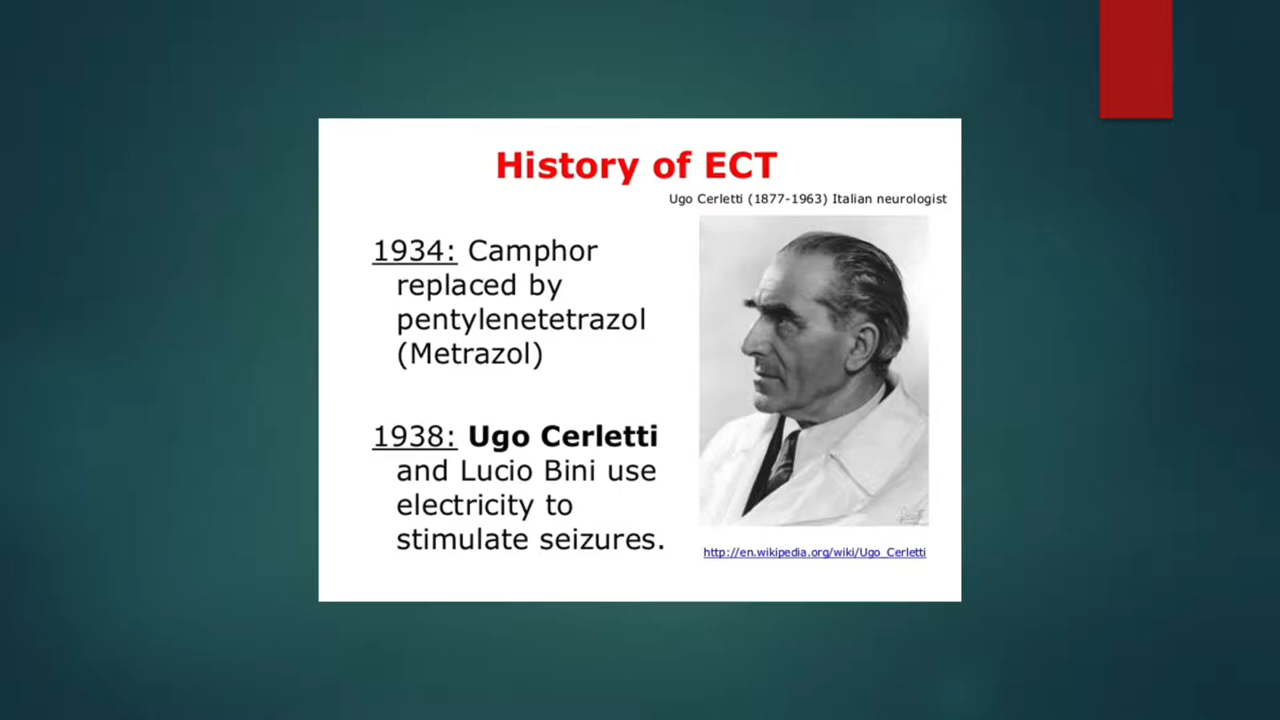 History of ECT
Ugo Cerletti (1877-1963) Italian neurologist
1934: Camphor
replaced by
pentylenetetrazol
(Metrazol)
1938: Ugo Cerletti
and Lucio Bini use
electricity to
stimulate seizures.
http://en.wikipedia.org/wiki/Ugo_Cerletti